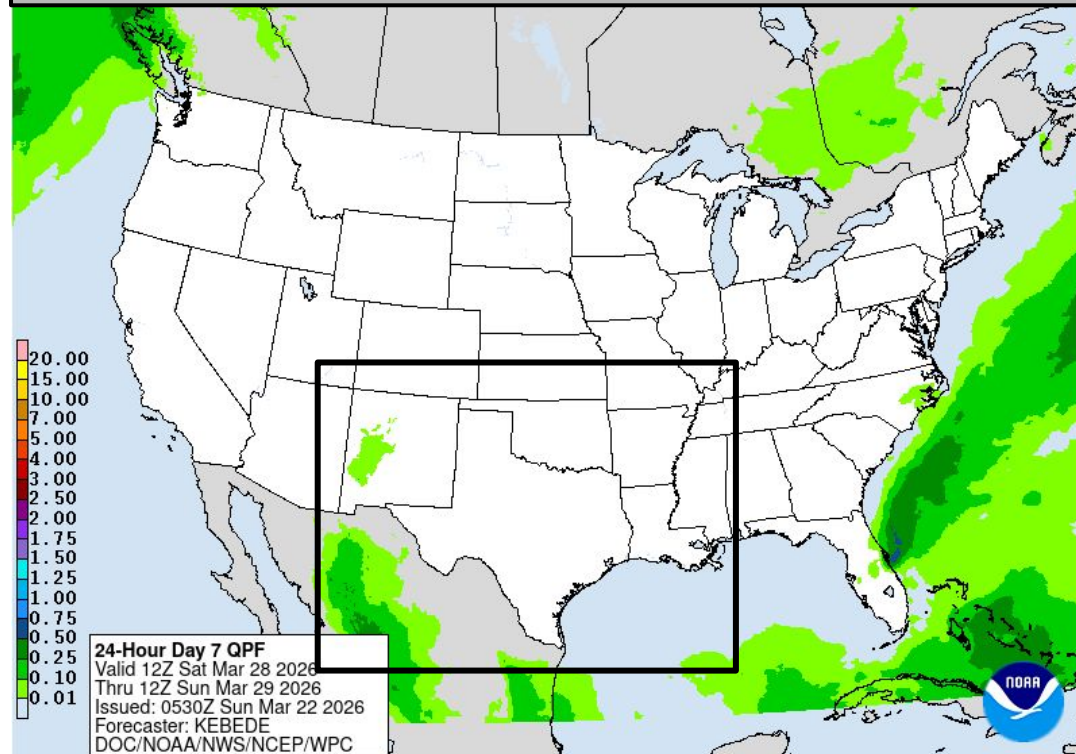 20.00
15.00
10.00
7.00
5.00
4.00
3.00
2.50
2.00
1.75
1.50
1.25
1.00
0.75
0.50
0.25
0.10
0.01
24-Hour Day 7 QPF
Valid 12Z Sat Mar 28 2026
Thru 12Z Sun Mar 29 2026
Issued: 0530Z Sun Mar 22 2026
Forecaster: KEBEDE
DOC/NOAA/NWS/NCEP/WPC
NOAA